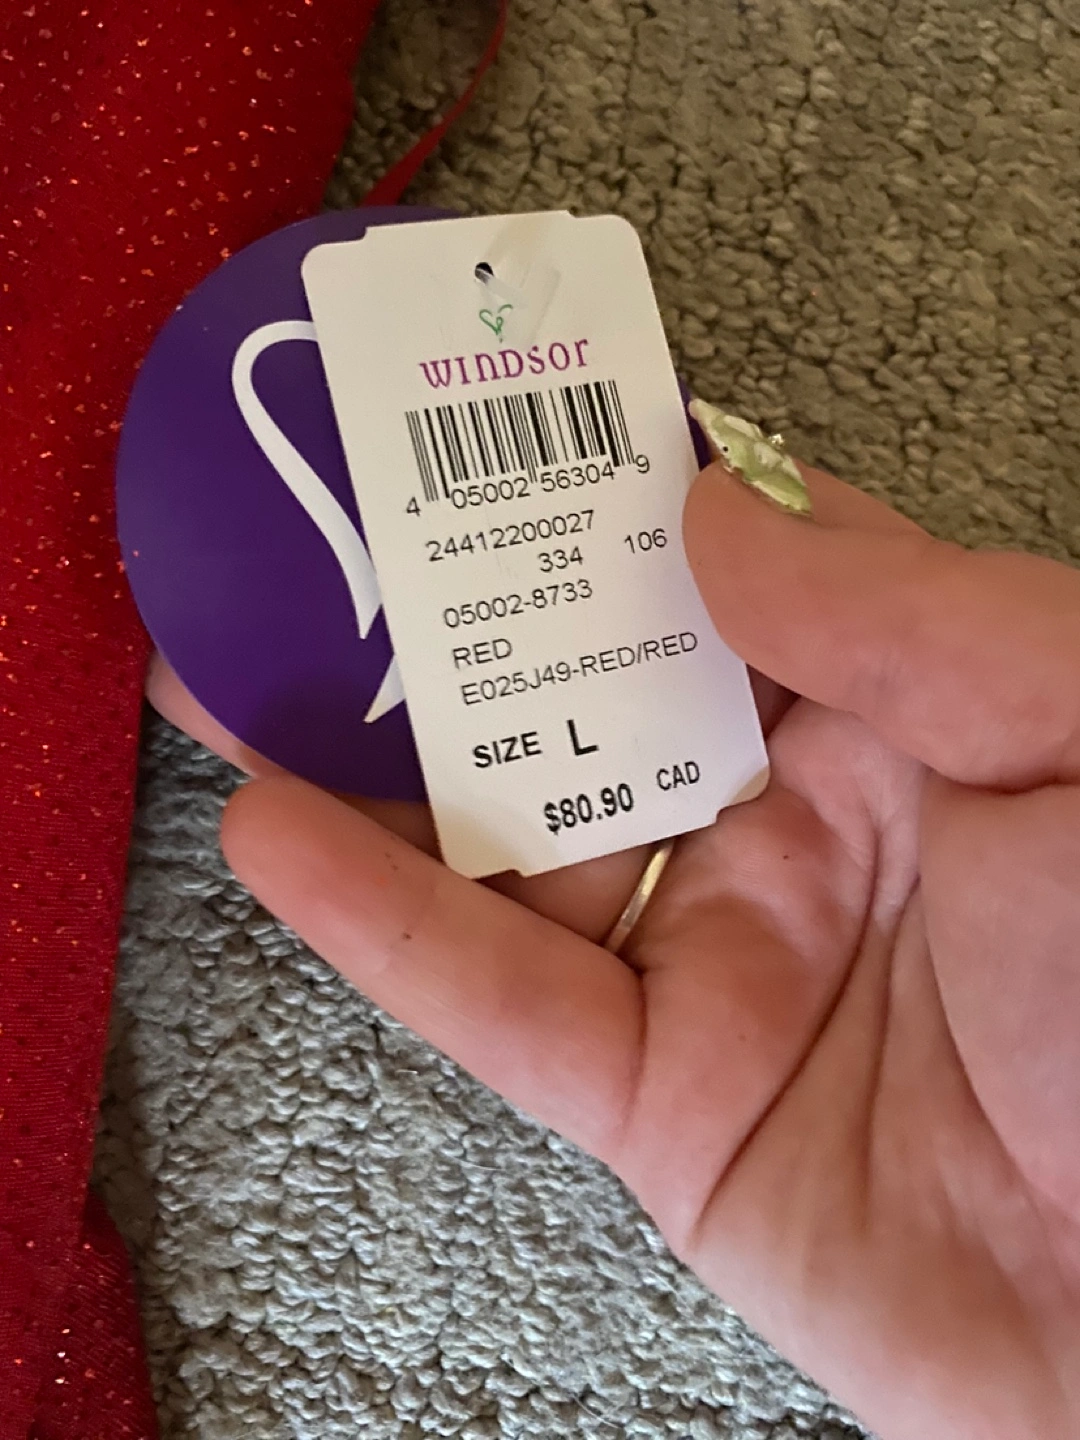 WINDSOR
4 05002 56304 9
24412200027
334 106
05002-8733
RED
E025J49-RED/RED
SIZE L
$80.90 CAD